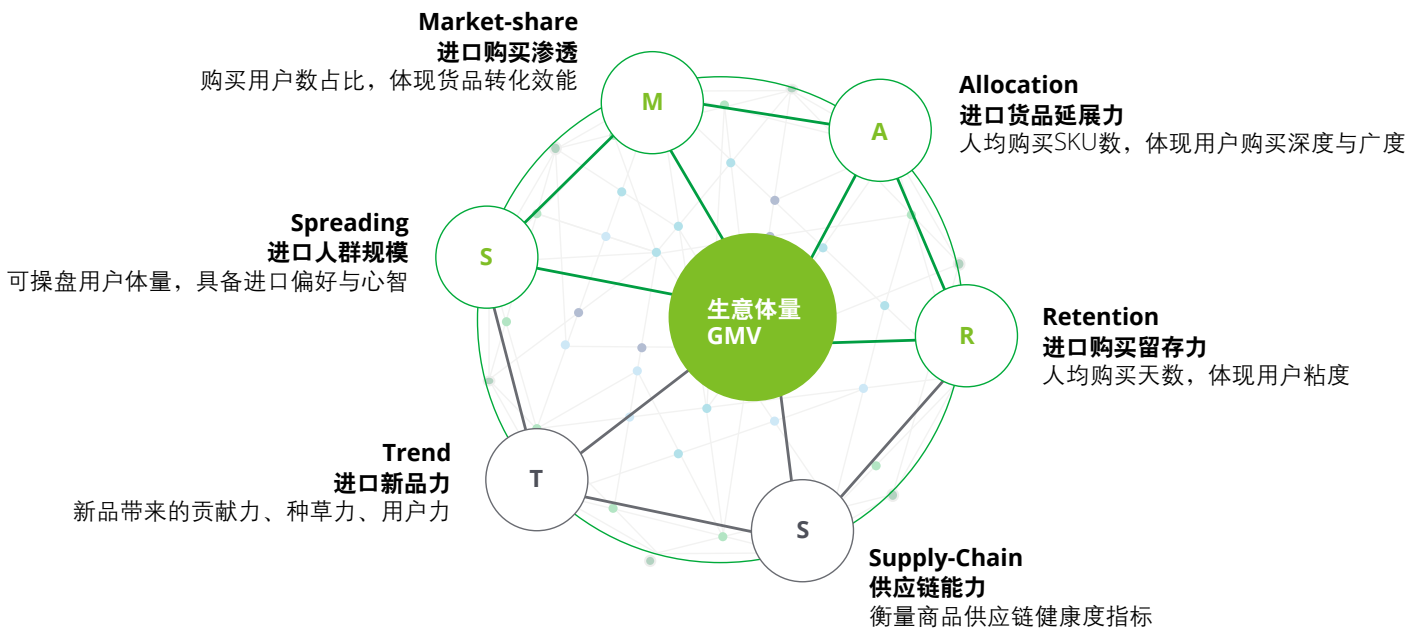 Market-share
进口购买渗透
购买用户数占比，体现货品转化效能
M
A
Allocation
进口货品延展力
人均购买SKU数，体现用户购买深度与广度
Spreading
进口人群规模
可操盘用户体量，具备进口偏好与心智
S
生意体量
GMV
R
Retention
进口购买留存力
人均购买天数，体现用户粘度
Trend
进口新品力
新品带来的贡献力、种草力、用户力
T
S
Supply-Chain
供应链能力
衡量商品供应链健康度指标